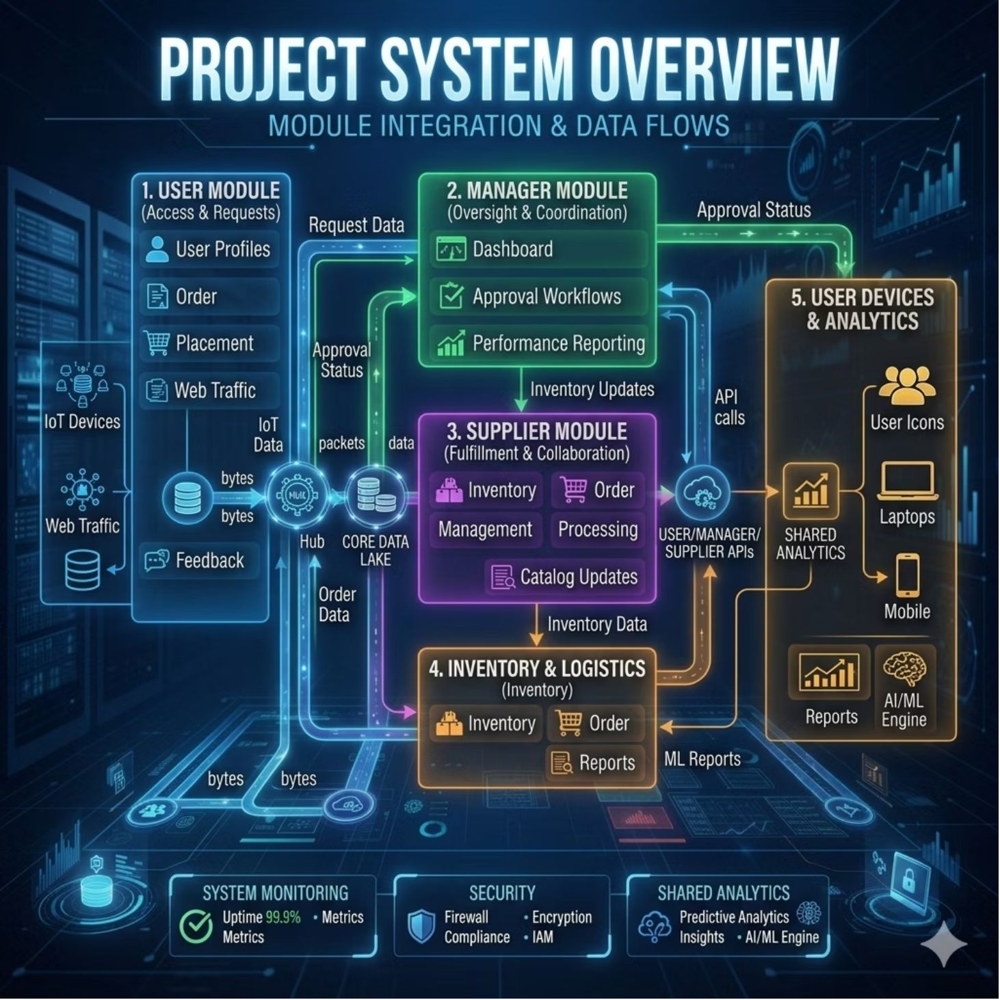 PROJECT SYSTEM OVERVIEW
MODULE INTEGRATION & DATA FLOWS
1. USER MODULE
(Access & Requests)
User Profiles
Order
Placement
Web Traffic
Feedback
IoT Devices
Web Traffic
Request Data
Approval
Status
IoT
Data
packets
data
bytes
bytes
Hub
CORE DATA
LAKE
Order
Data
bytes
bytes
2. MANAGER MODULE
(Oversight & Coordination)
Dashboard
Approval Workflows
Performance Reporting
Inventory Updates
3. SUPPLIER MODULE
(Fulfillment & Collaboration)
Inventory
Order
Management
Processing
Catalog Updates
Inventory Data
4. INVENTORY & LOGISTICS
(Inventory)
Inventory
Order
Reports
Approval Status
API
calls
USER/MANAGER/
SUPPLIER APIs
ML Reports
5. USER DEVICES
& ANALYTICS
User Icons
Laptops
SHARED
ANALYTICS
Mobile
Reports
AI/ML
Engine
SYSTEM MONITORING
Uptime 99.9% • Metrics
Metrics
SECURITY
Firewall • Encryption
Compliance • IAM
SHARED ANALYTICS
Predictive Analytics
Insights • AI/ML Engine